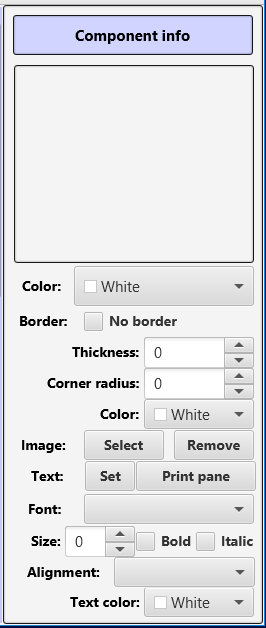 Component info
Color: White
Border: No border
Thickness: 0
Corner radius: 0
Color: White
Image: Select Remove
Text: Set Print pane
Font:
Size: 0 Bold Italic
Alignment:
Text color: White